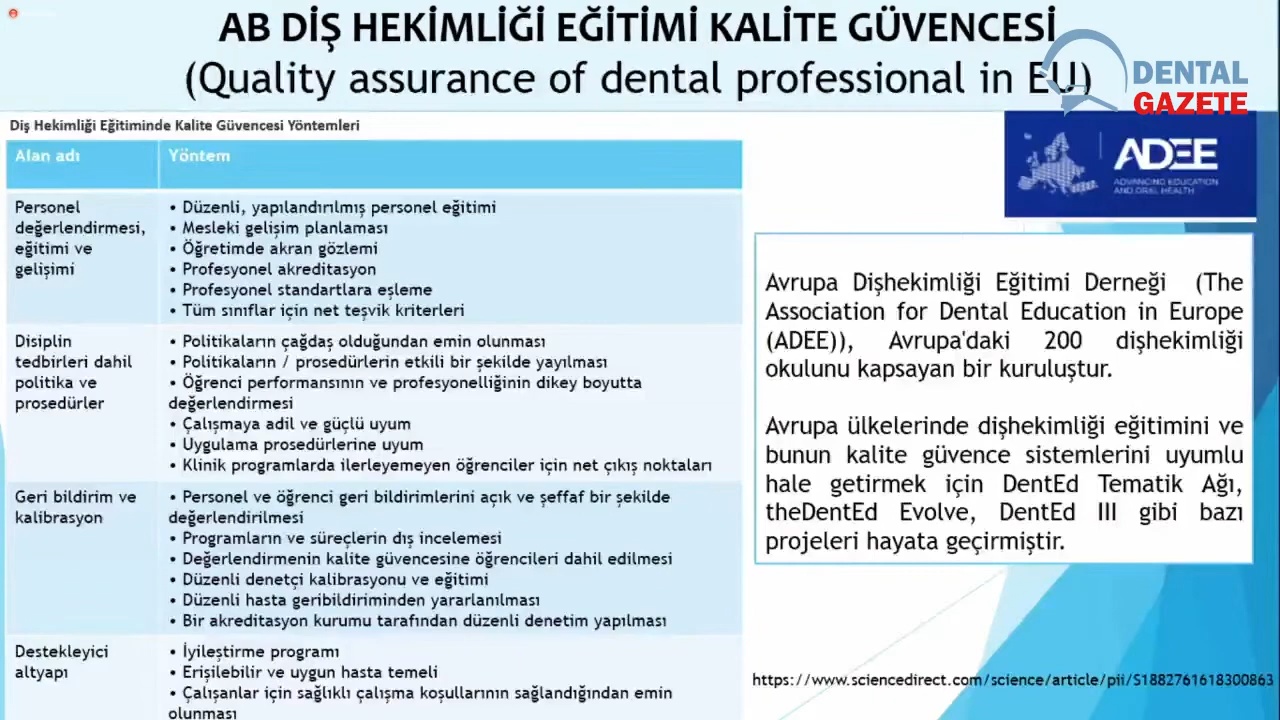 AB DİŞ HEKİMLİĞİ EĞİTİMİ KALİTE GÜVENCESİ
(Quality assurance of dental professional in EU)
DENTAL
GAZETE
Diş Hekimliği Eğitiminde Kalite Güvencesi Yöntemleri
Alan adı
Yöntem
Personel
değerlendirmesi,
eğitimi ve
gelişimi
• Düzenli, yapılandırılmış personel eğitimi
• Mesleki gelişim planlaması
• Öğretimde akran gözlemi
• Profesyonel akreditasyon
• Profesyonel standartlara eşleme
• Tüm sınıflar için net teşvik kriterleri
Disiplin
tedbirleri dahil
politika ve
prosedürler
• Politikaların çağdaş olduğundan emin olunması
• Politikaların / prosedürlerin etkili bir şekilde yayılması
• Öğrenci performansının ve profesyonelliğinin dikey boyutta
değerlendirmesi
• Çalışmaya adil ve güçlü uyum
• Uygulama prosedürlerine uyum
• Klinik programlarda ilerleyemeyen öğrenciler için net çıkış noktaları
Geri bildirim ve
kalibrasyon
• Personel ve öğrenci geri bildirimlerini açık ve şeffaf bir şekilde
değerlendirilmesi
• Programların ve süreçlerin dış incelemesi
• Değerlendirmenin kalite güvencesine öğrencileri dahil edilmesi
• Düzenli denetçi kalibrasyonu ve eğitimi
• Düzenli hasta geribildiriminden yararlanılması
• Bir akreditasyon kurumu tarafından düzenli denetim yapılması
Destekleyici
altyapı
• İyileştirme programı
• Erişilebilir ve uygun hasta temeli
• Çalışanlar için sağlıklı çalışma koşullarının sağlandığından emin
olunması
ADEE
ADVANCING EDUCATION
AND ORAL HEALTH
Avrupa Dişhekimliği Eğitimi Derneği (The
Association for Dental Education in Europe
(ADEE)), Avrupa'daki 200 dişhekimliği
okulunu kapsayan bir kuruluştur.
Avrupa ülkelerinde dişhekimliği eğitimini ve
bunun kalite güvence sistemlerini uyumlu
hale getirmek için DentEd Tematik Ağı,
theDentEd Evolve, DentEd III gibi bazı
projeleri hayata geçirmiştir.
https://www.sciencedirect.com/science/article/pii/S1882761618300863